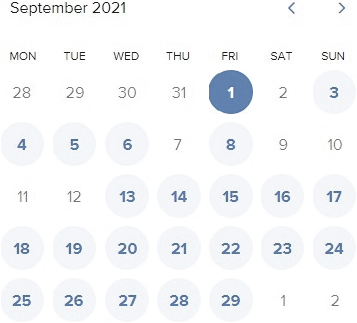 September 2021
MON TUE WED THU FRI SAT SUN
28 29 30 31 1 2 3
4 5 6 7 8 9 10
11 12 13 14 15 16 17
18 19 20 21 22 23 24
25 26 27 28 29 1 2